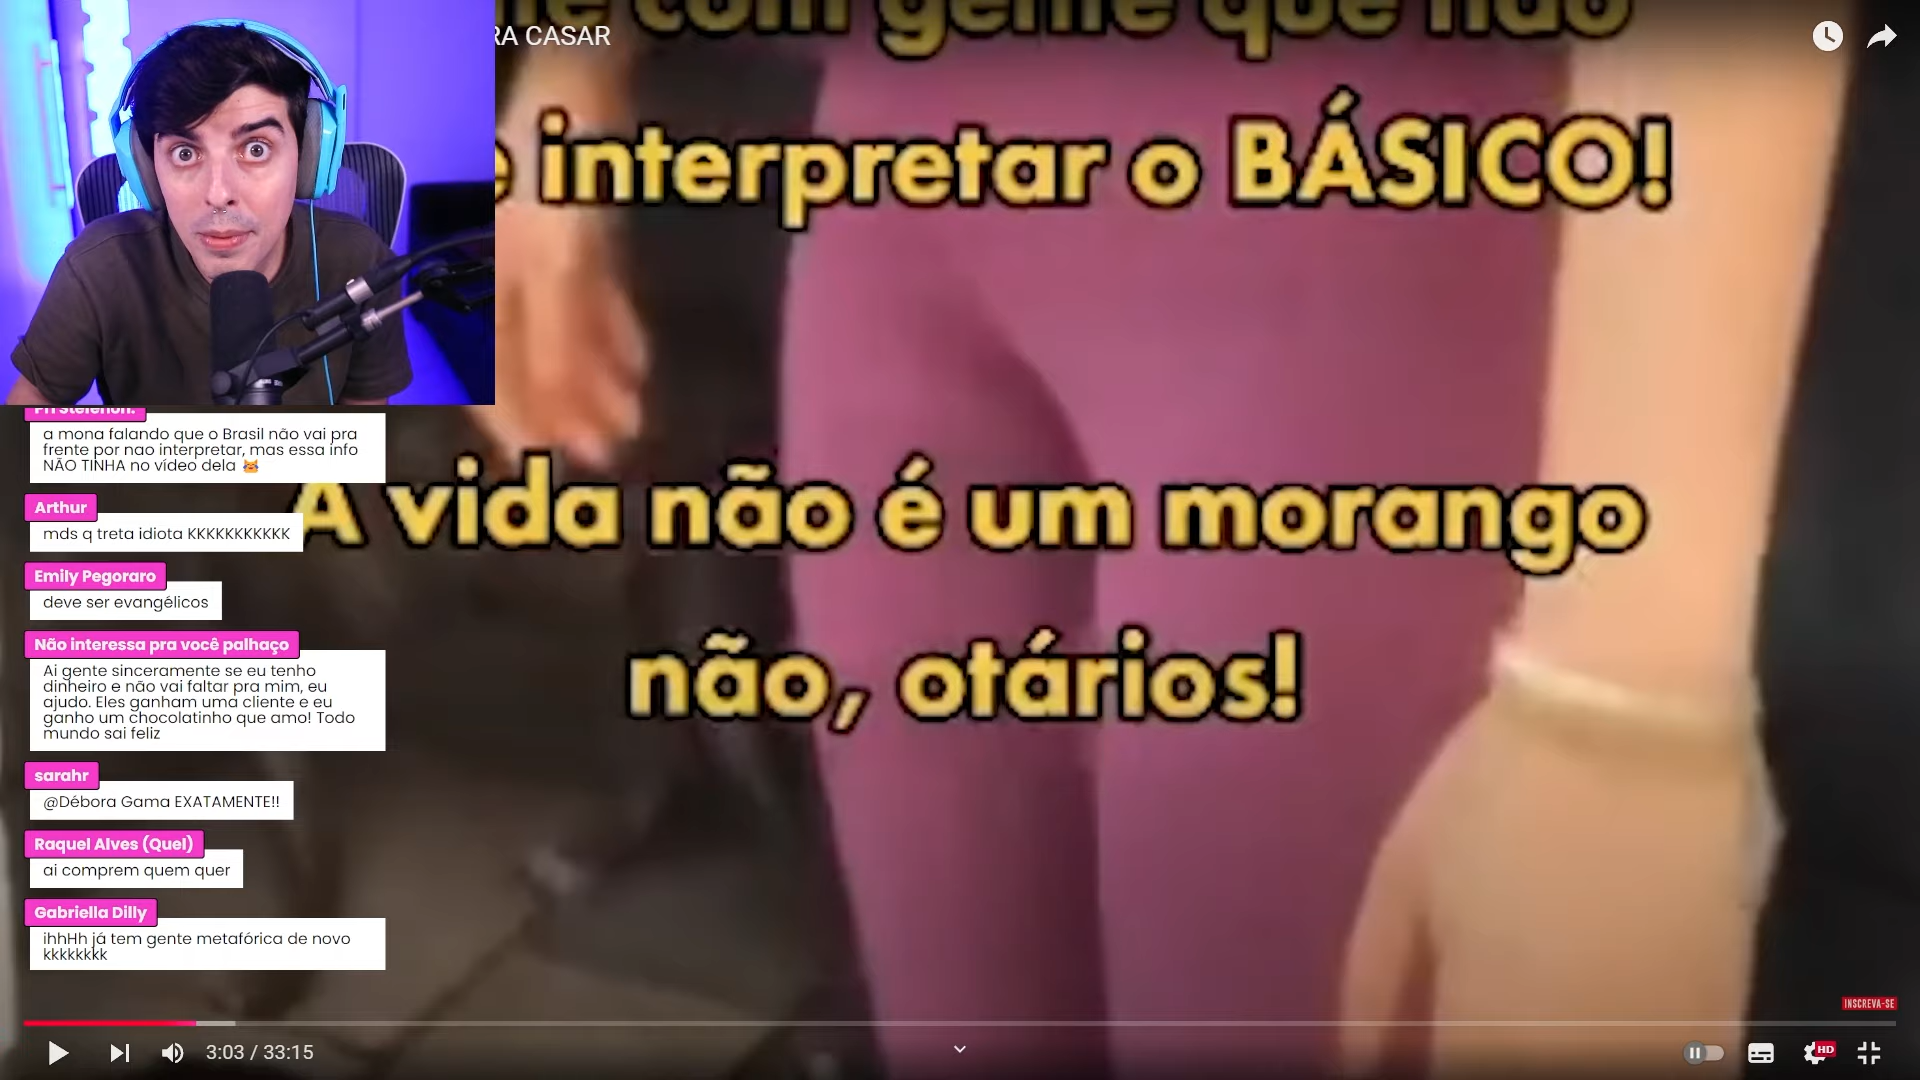 RA CASAR
com gente que não
interpretar o BÁSICO!
A vida não é um morango
não, otários!
a mona falando que o Brasil não vai pra
frente por nao interpretar, mas essa info
NÃO TINHA no vídeo dela
Arthur
mds q treta idiota KKKKKKKKKKK
Emily Pegoraro
deve ser evangélicos
Não interessa pra você palhaço
Ai gente sinceramente se eu tenho
dinheiro e não vai faltar pra mim, eu
ajudo. Eles ganham uma cliente e eu
ganho um chocolatinho que amo! Todo
mundo sai feliz
sarahr
@Débora Gama EXATAMENTE!!
Raquel Alves (Quel)
ai comprem quem quer
Gabriella Dilly
ihhHh já tem gente metafórica de novo
kkkkkkkk
INSCREVA-SE
3:03 / 33:15
HD